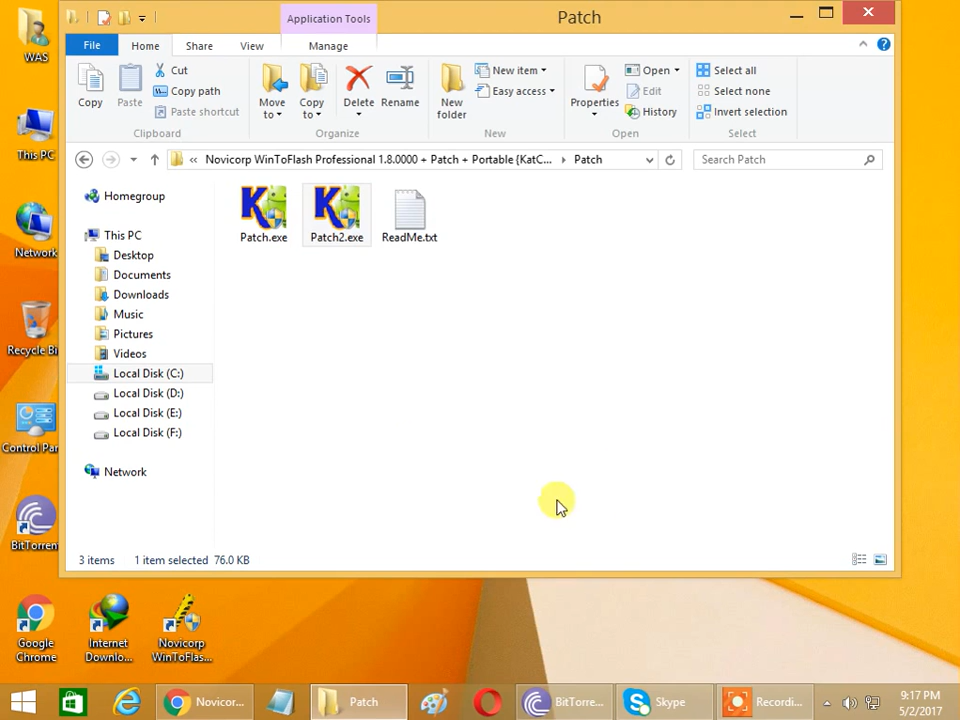 Application Tools
Patch
File
Home
Share
View
Manage
Copy
Paste
Cut
Copy path
Paste shortcut
Clipboard
Move to
Copy to
Delete
Rename
Organize
New folder
New item
Easy access
New
Properties
Open
Edit
History
Open
Select all
Select none
Invert selection
Select
« Novicorp WinToFlash Professional 1.8.0000 + Patch + Portable {KatC... > Patch
Search Patch
Homegroup
This PC
Desktop
Documents
Downloads
Music
Pictures
Videos
Local Disk (C:)
Local Disk (D:)
Local Disk (E:)
Local Disk (F:)
Network
Patch.exe
Patch2.exe
ReadMe.txt
3 items
1 item selected 76.0 KB
WAS
This PC
Network
Recycle Bi
Control Pan
BitTorrent
Google Chrome
Internet Downlo...
Novicorp WinToFlas...
Novicor...
Patch
BitTorre...
Skype
Recordi...
9:17 PM
5/2/2017